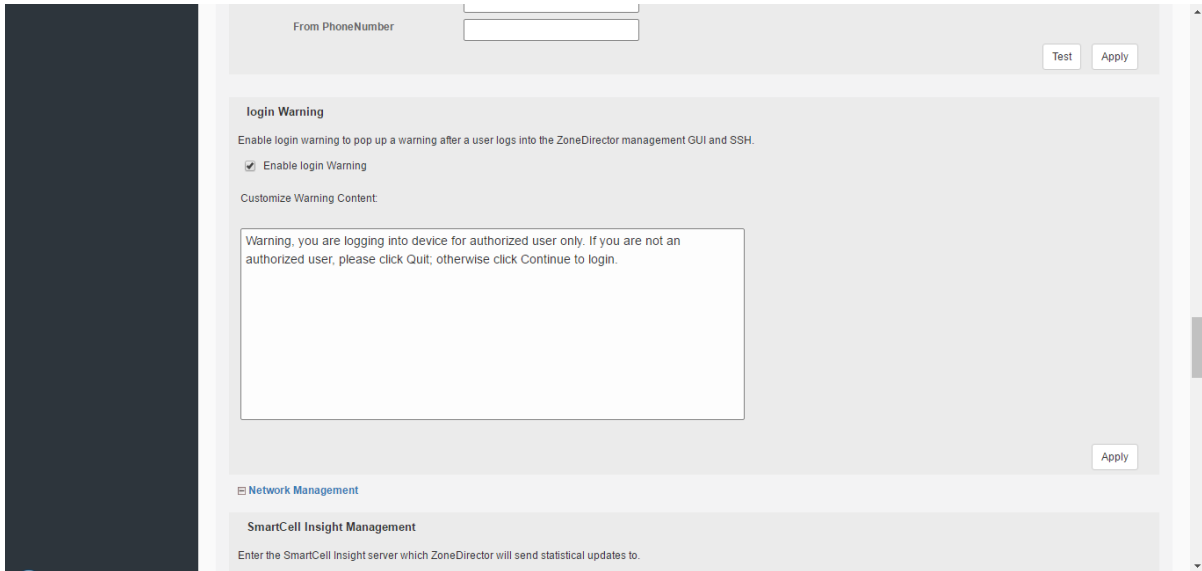 From PhoneNumber
Test Apply
login Warning
Enable login warning to pop up a warning after a user logs into the ZoneDirector management GUI and SSH.
Enable login Warning
Customize Warning Content:
Warning, you are logging into device for authorized user only. If you are not an
authorized user, please click Quit; otherwise click Continue to login.
Apply
Network Management
SmartCell Insight Management
Enter the SmartCell Insight server which ZoneDirector will send statistical updates to.